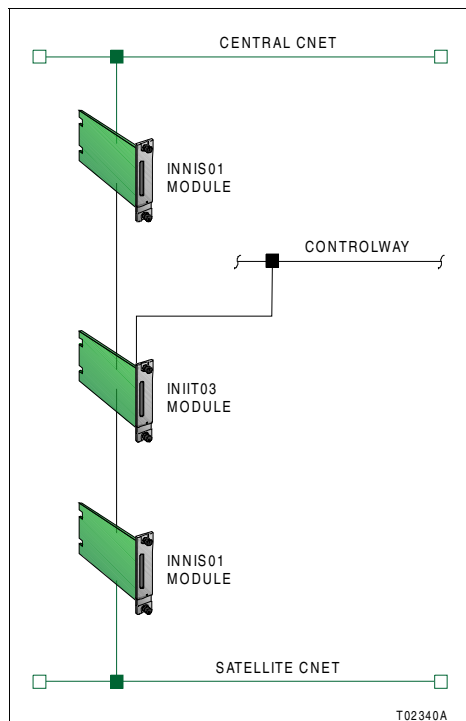 CENTRAL CNET
INNIS01
MODULE
CONTROLWAY
INIIT03
MODULE
INNIS01
MODULE
SATELLITE CNET
T02340A